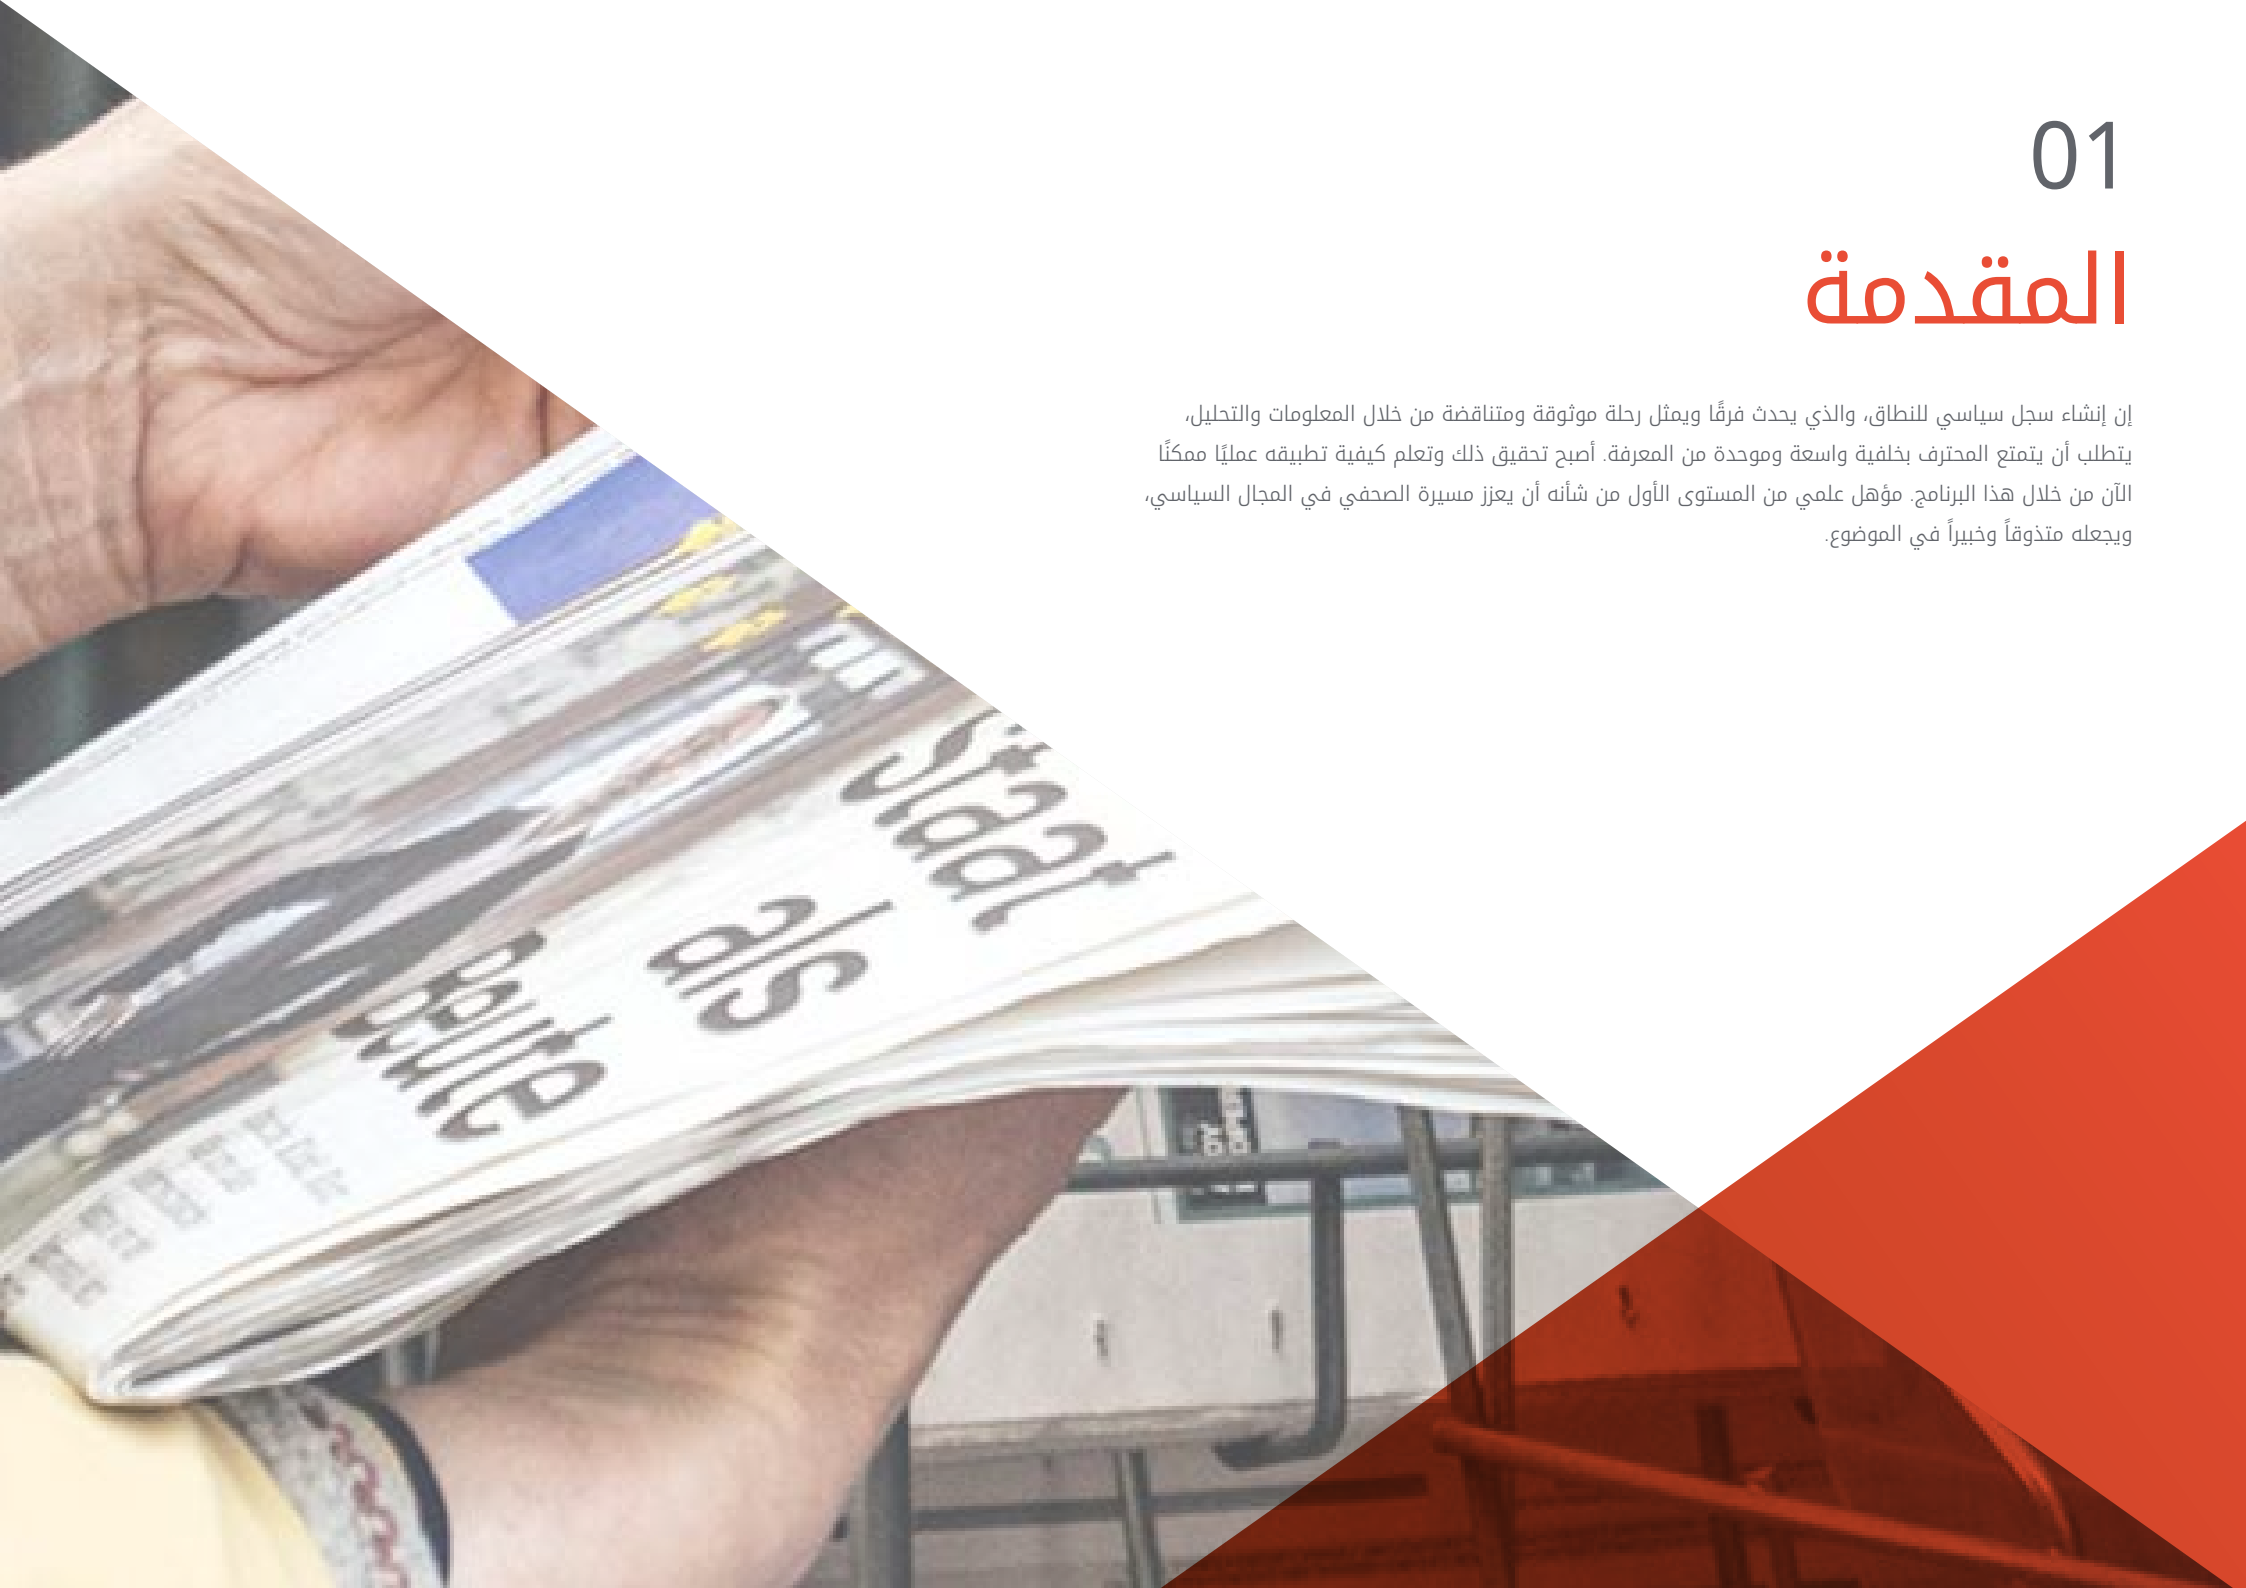 01
المقدمة
إن إنشاء سجل سياسي للنطاق، والذي يحدث فرقًا ويمثل رحلة موثوقة ومتناقضة من خلال المعلومات والتحليل،
يتطلب أن يتمتع المحترف بخلفية واسعة وموحدة من المعرفة. أصبح تحقيق ذلك وتعلم كيفية تطبيقه عمليًا ممكنًا
الآن من خلال هذا البرنامج. مؤهل علمي من المستوى الأول من شأنه أن يعزز مسيرة الصحفي في المجال السياسي،
ويجعله متذوقاً وخبيراً في الموضوع.
Staat
als
Beute